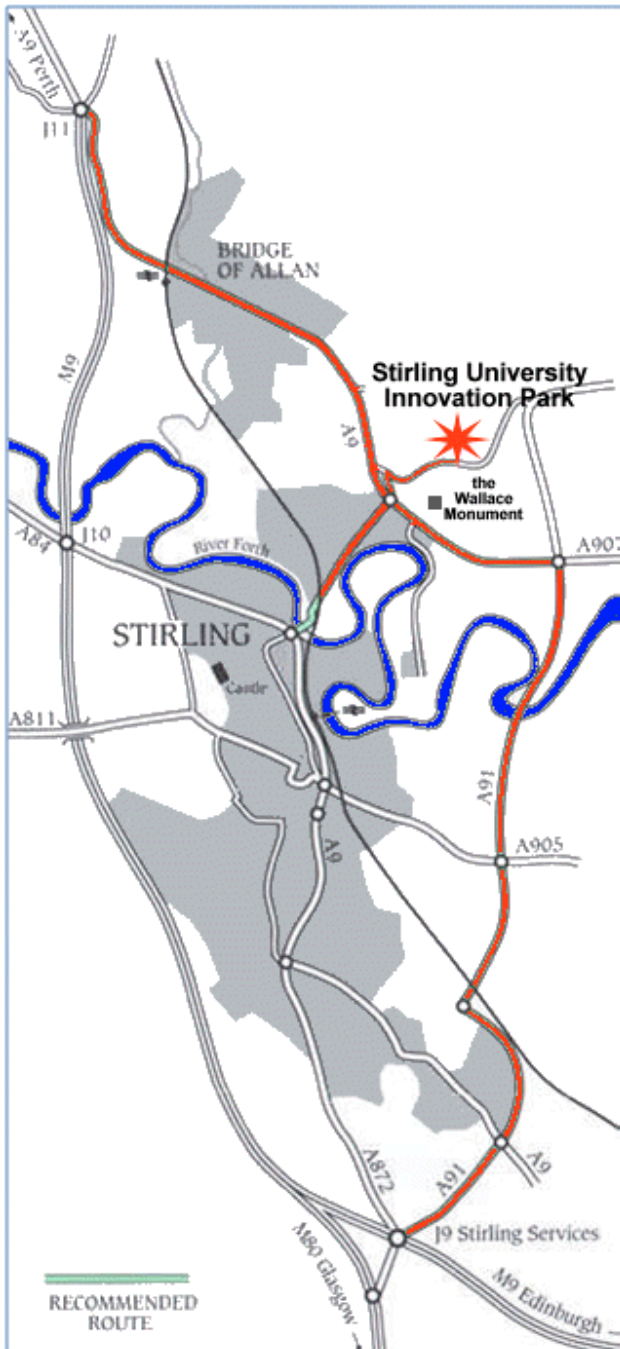 A9 Perth
J11
BRIDGE
OF ALLAN
M9
Stirling University
Innovation Park
A9
the
Wallace
Monument
A907
A84
J10
River Forth
STIRLING
Castle
A811
A91
A9
A905
A872
A91
A9
J9 Stirling Services
M80 Glasgow
M9 Edinburgh
RECOMMENDED
ROUTE